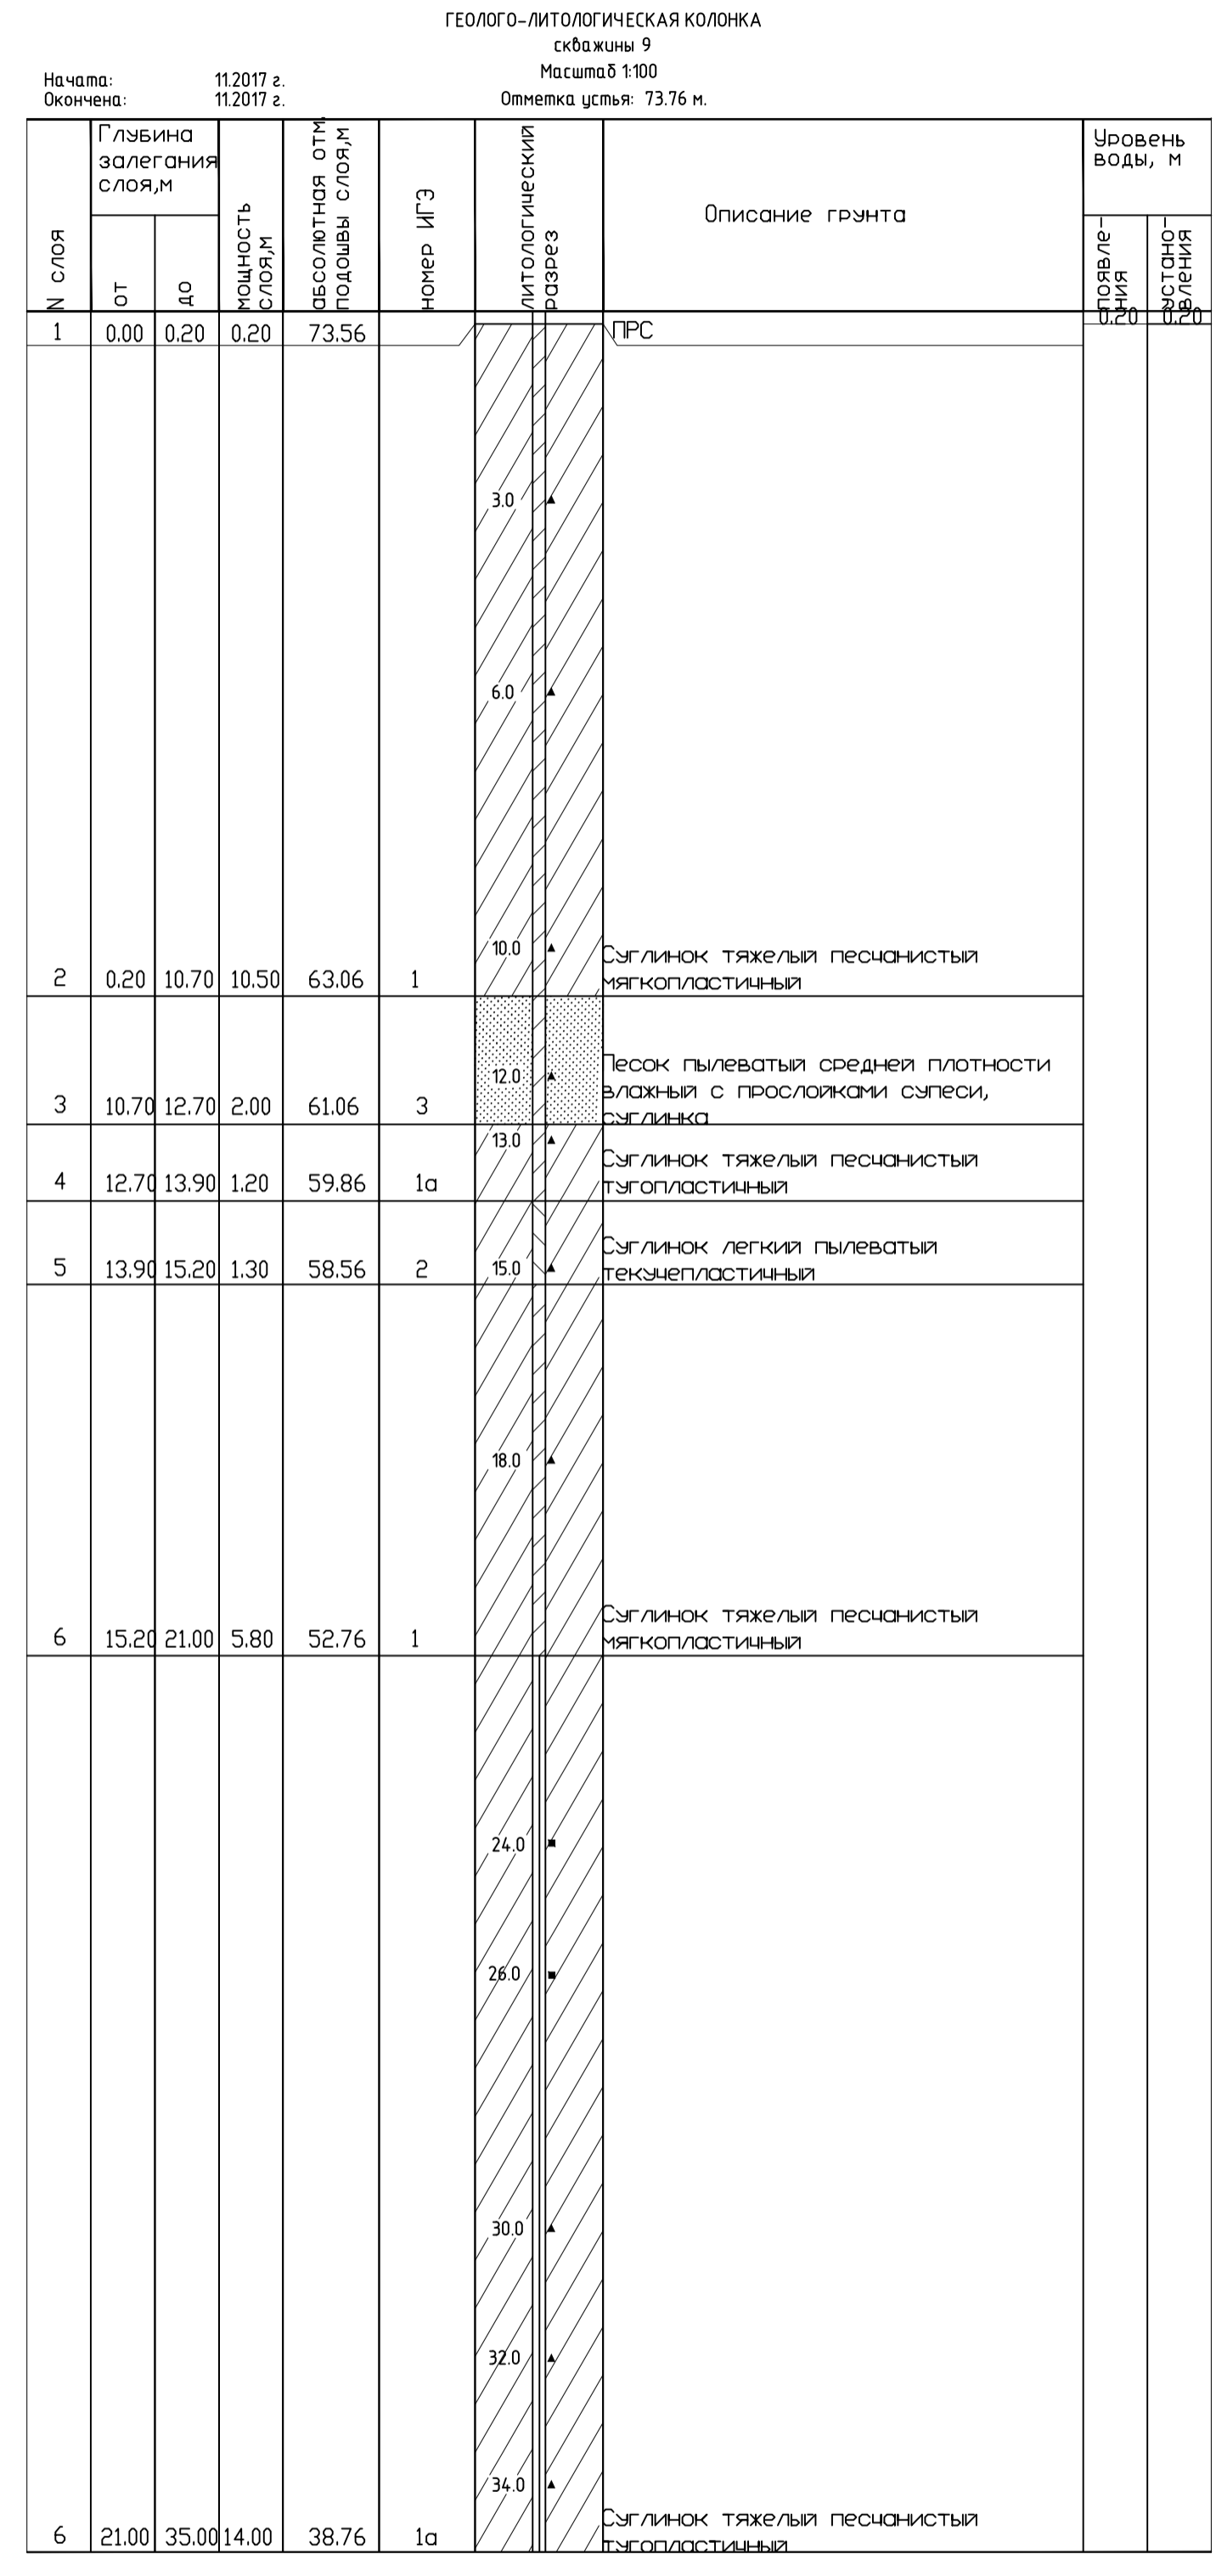 ГЕОЛОГО-ЛИТОЛОГИЧЕСКАЯ КОЛОНКА
скважины 9
Масштаб 1:100
Начата: 11.2017 г.
Окончена: 11.2017 г.
Отметка устья: 73.76 м.
N слоя
Глубина
залегания
слоя,м
от
до
мощность
слоя,м
абсолютная отм.
подошвы слоя,м
номер ИГЭ
литологический
разрез
Описание грунта
Уровень
воды, м
появле-
ния
устано-
вления
0.20 0.20
1 0.00 0.20 0.20 73.56 ПРС
3.0
6.0
10.0
Суглинок тяжелый песчанистый
мягкопластичный
2 0.20 10.70 10.50 63.06 1
12.0
Песок пылеватый средней плотности
влажный с прослойками супеси,
суглинка
3 10.70 12.70 2.00 61.06 3
13.0
Суглинок тяжелый песчанистый
тугопластичный
4 12.70 13.90 1.20 59.86 1а
Суглинок легкий пылеватый
текучепластичный
5 13.90 15.20 1.30 58.56 2 15.0
18.0
Суглинок тяжелый песчанистый
мягкопластичный
6 15.20 21.00 5.80 52.76 1
24.0
26.0
30.0
32.0
34.0
Суглинок тяжелый песчанистый
тугопластичный
6 21.00 35.00 14.00 38.76 1а